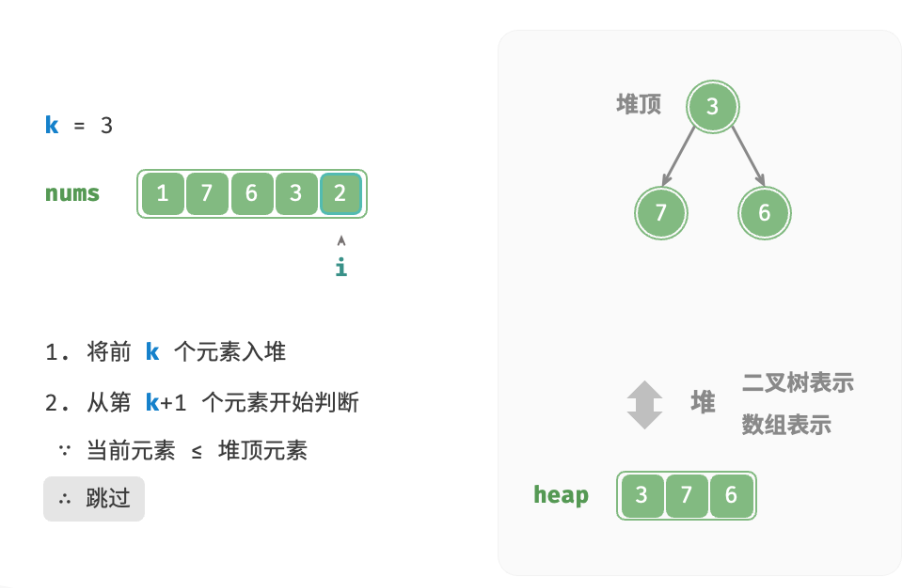 k = 3
nums 1 7 6 3 2
i
1. 将前 k 个元素入堆
2. 从第 k+1 个元素开始判断
∵ 当前元素 ≤ 堆顶元素
∴ 跳过
堆顶 3
7 6
堆 二叉树表示
数组表示
heap 3 7 6